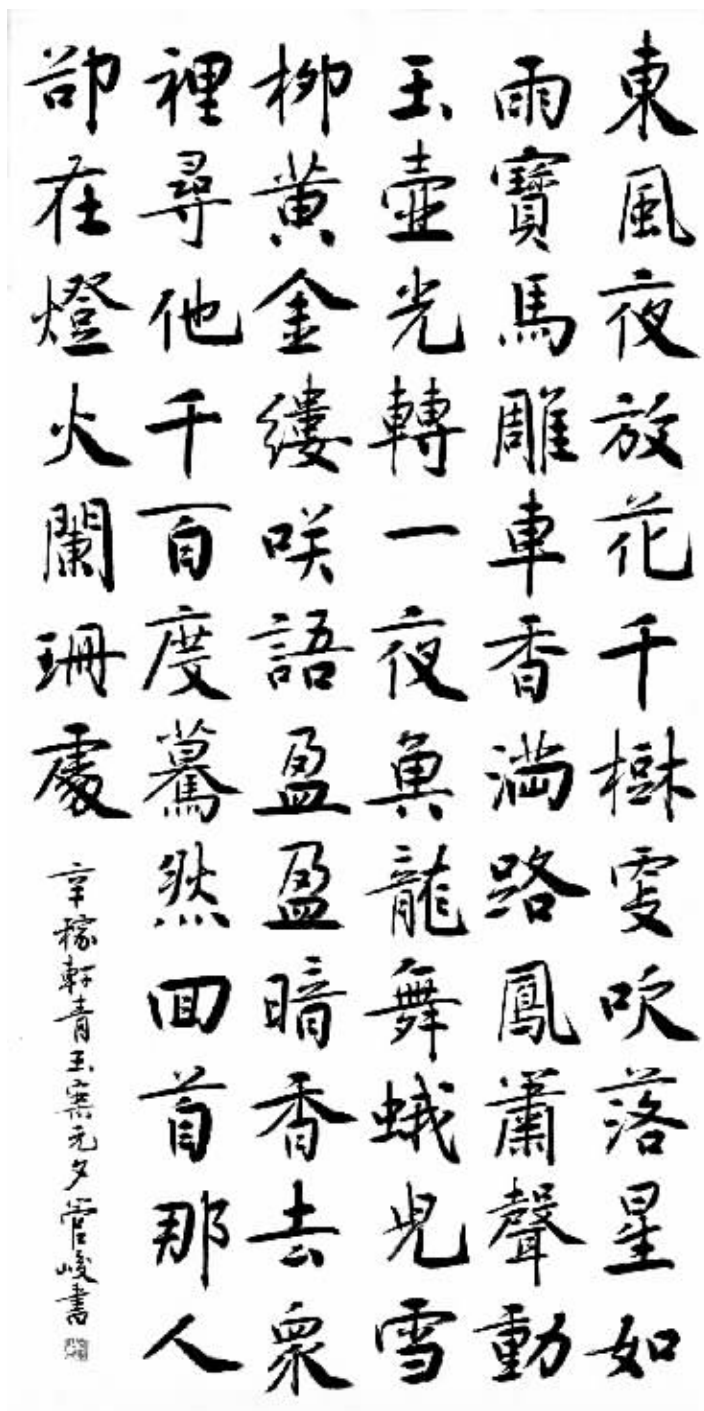 東風夜放花千樹更吹落星如
雨寶馬雕車香滿路鳳簫聲動
玉壺光轉一夜魚龍舞蛾兒雪
柳黃金縷咲語盈盈暗香去眾
裡尋他千百度驀然回首那人
卻在燈火闌珊處
辛稼軒青玉案元夕管峻書